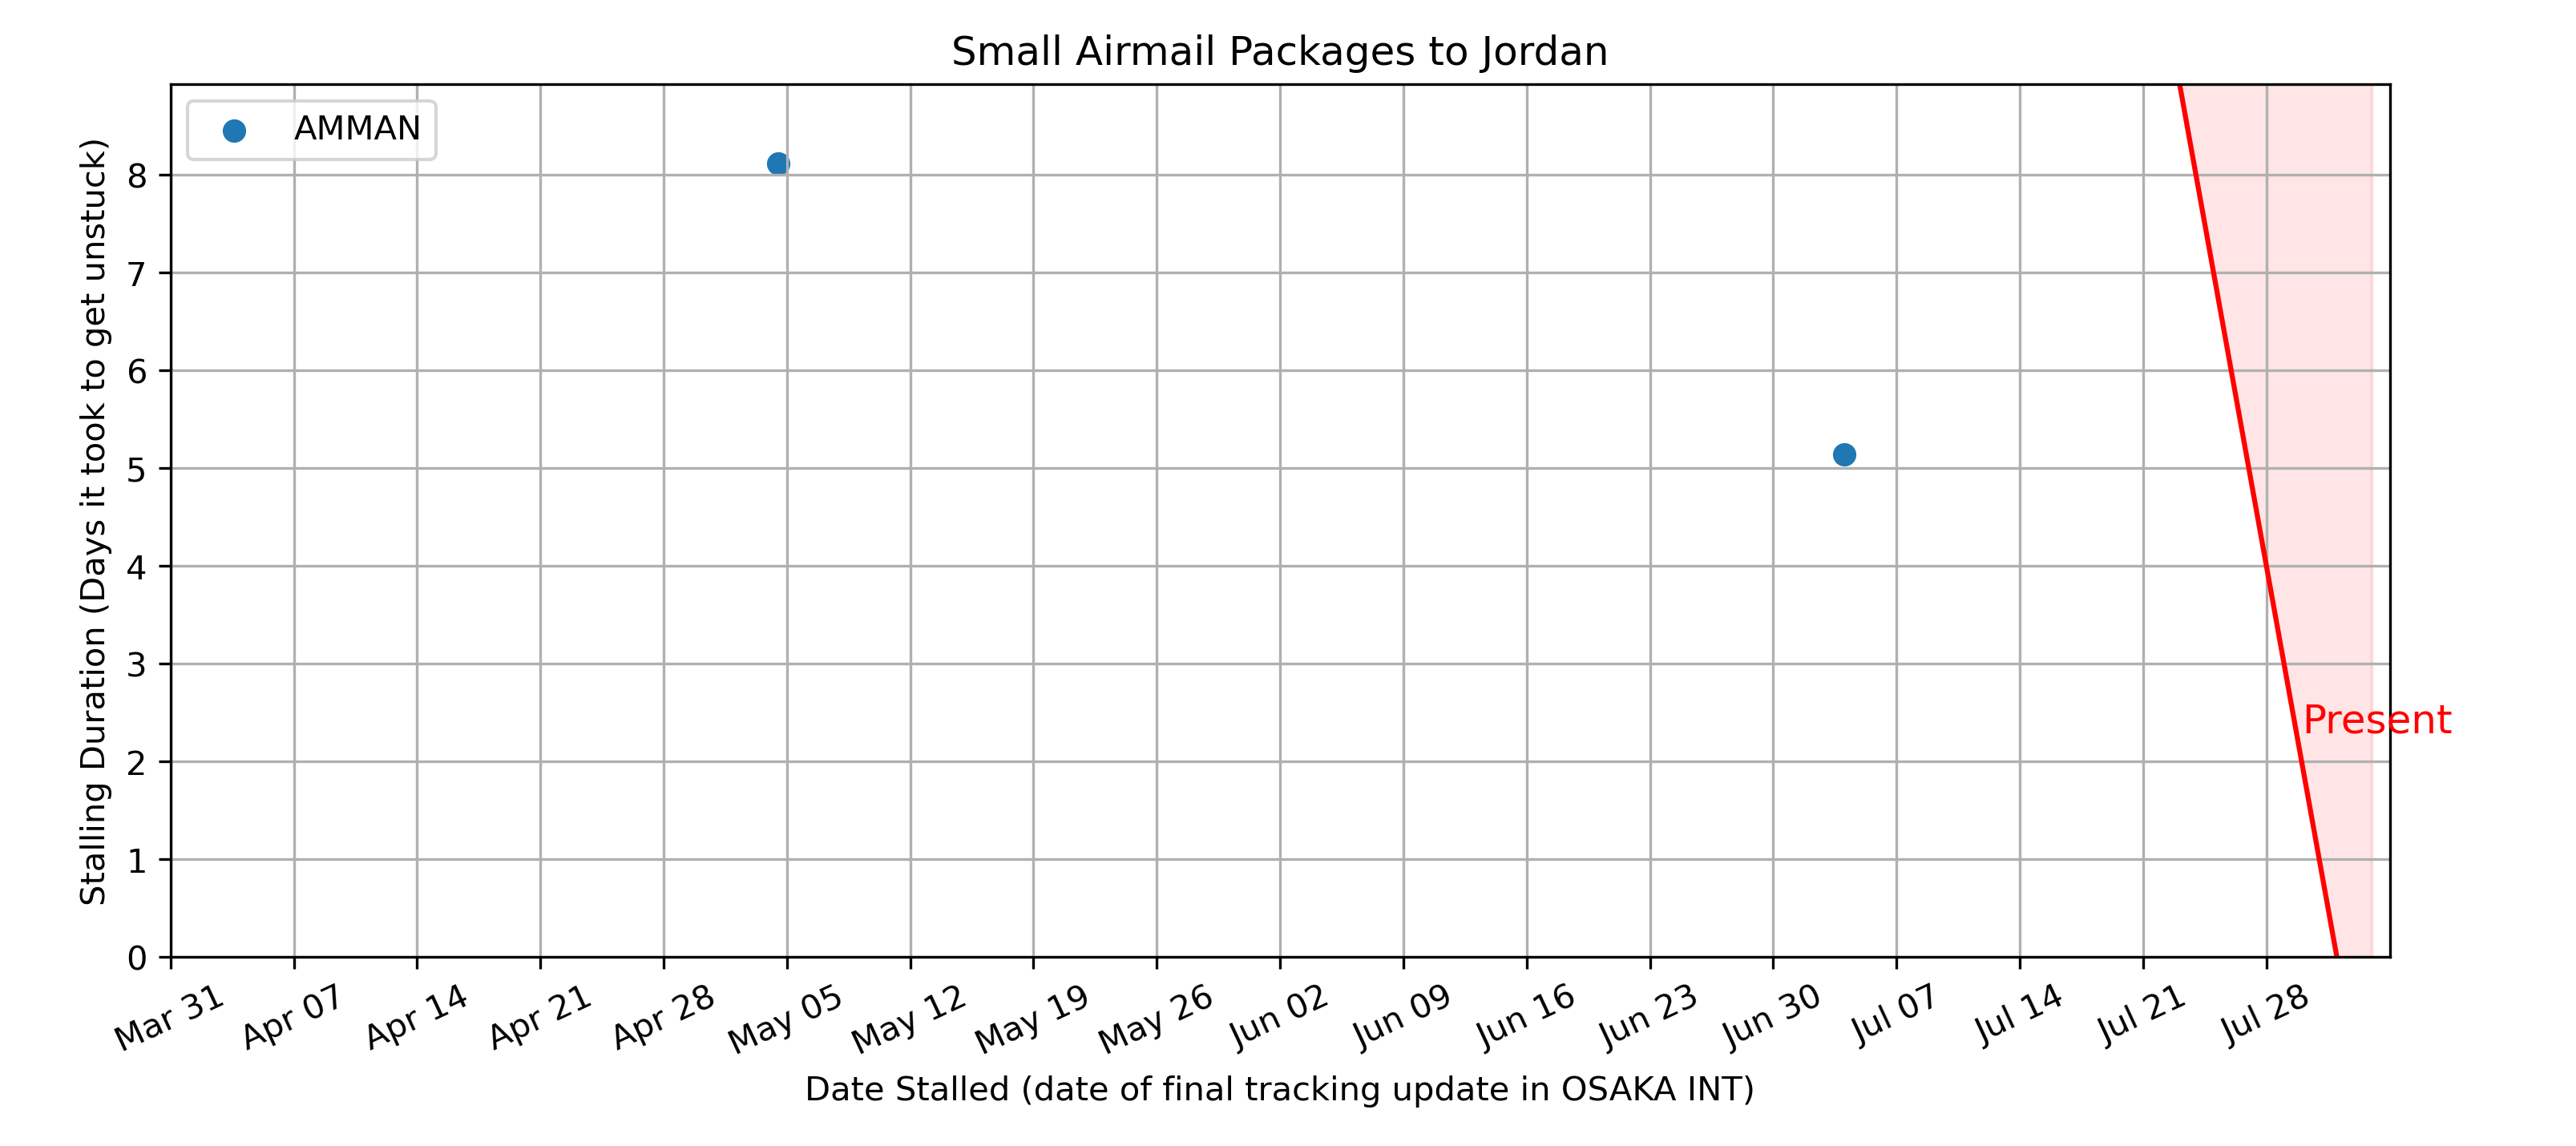 Small Airmail Packages to Jordan
AMMAN
Stalling Duration (Days it took to get unstuck)
8
7
6
5
4
3
2
1
0
Present
Mar 31 Apr 07 Apr 14 Apr 21 Apr 28 May 05 May 12 May 19 May 26 Jun 02 Jun 09 Jun 16 Jun 23 Jun 30 Jul 07 Jul 14 Jul 21 Jul 28
Date Stalled (date of final tracking update in OSAKA INT)